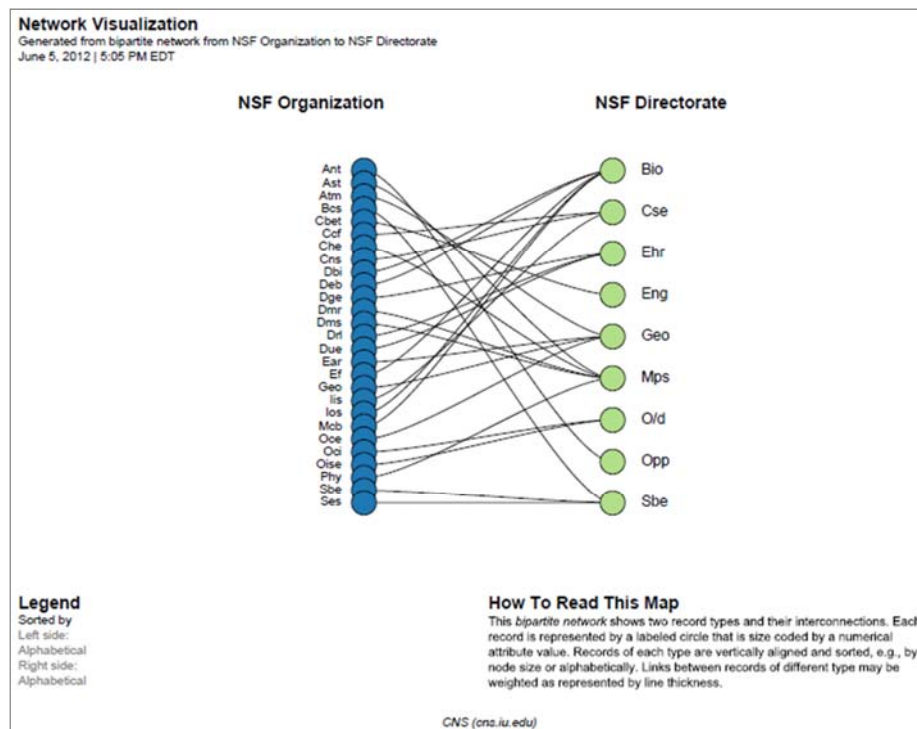 Network Visualization
Generated from bipartite network from NSF Organization to NSF Directorate
June 5, 2012 | 5:05 PM EDT
NSF Organization
NSF Directorate
Ant
Ast
Atm
Bcs
Cbet
Ccf
Che
Cns
Dbi
Deb
Dge
Dmr
Dms
Drl
Due
Ear
Ef
Geo
Iis
Ios
Mcb
Oce
Oci
Oise
Phy
Sbe
Ses
Bio
Cse
Ehr
Eng
Geo
Mps
O/d
Opp
Sbe
Legend
Sorted by
Left side:
Alphabetical
Right side:
Alphabetical
How To Read This Map
This bipartite network shows two record types and their interconnections. Each
record is represented by a labeled circle that is size coded by a numerical
attribute value. Records of each type are vertically aligned and sorted, e.g., by
node size or alphabetically. Links between records of different type may be
weighted as represented by line thickness.
CNS (cns.iu.edu)